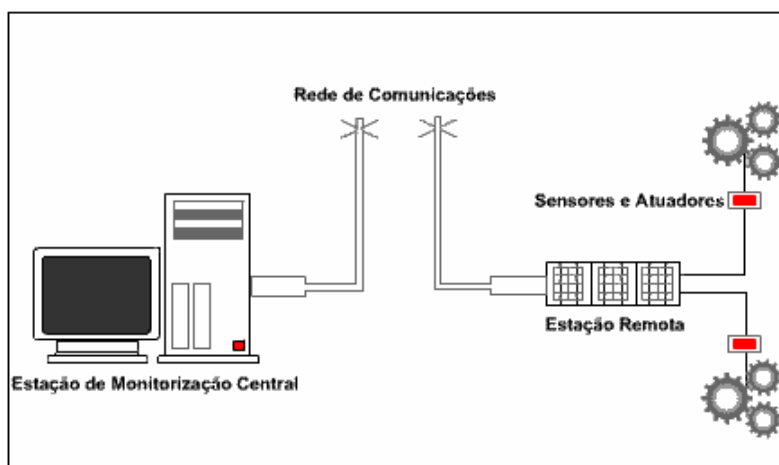 Rede de Comunicações
Sensores e Atuadores
Estação Remota
Estação de Monitorização Central